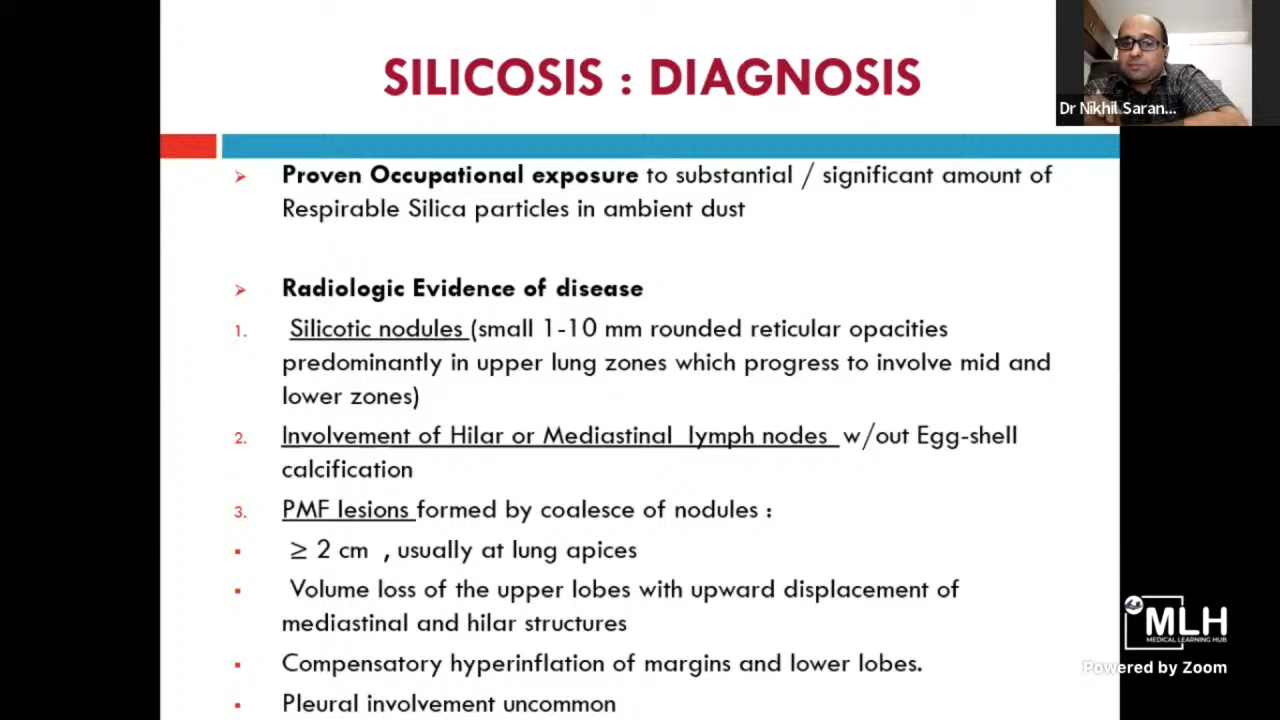 SILICOSIS : DIAGNOSIS
Dr Nikhil Saran...
➢ Proven Occupational exposure to substantial / significant amount of
Respirable Silica particles in ambient dust
➢ Radiologic Evidence of disease
1. Silicotic nodules (small 1-10 mm rounded reticular opacities
predominantly in upper lung zones which progress to involve mid and
lower zones)
2. Involvement of Hilar or Mediastinal lymph nodes w/out Egg-shell
calcification
3. PMF lesions formed by coalesce of nodules :
▪ ≥ 2 cm , usually at lung apices
▪ Volume loss of the upper lobes with upward displacement of
mediastinal and hilar structures
▪ Compensatory hyperinflation of margins and lower lobes.
▪ Pleural involvement uncommon
MLH
MEDICAL LEARNING HUB
Powered by Zoom